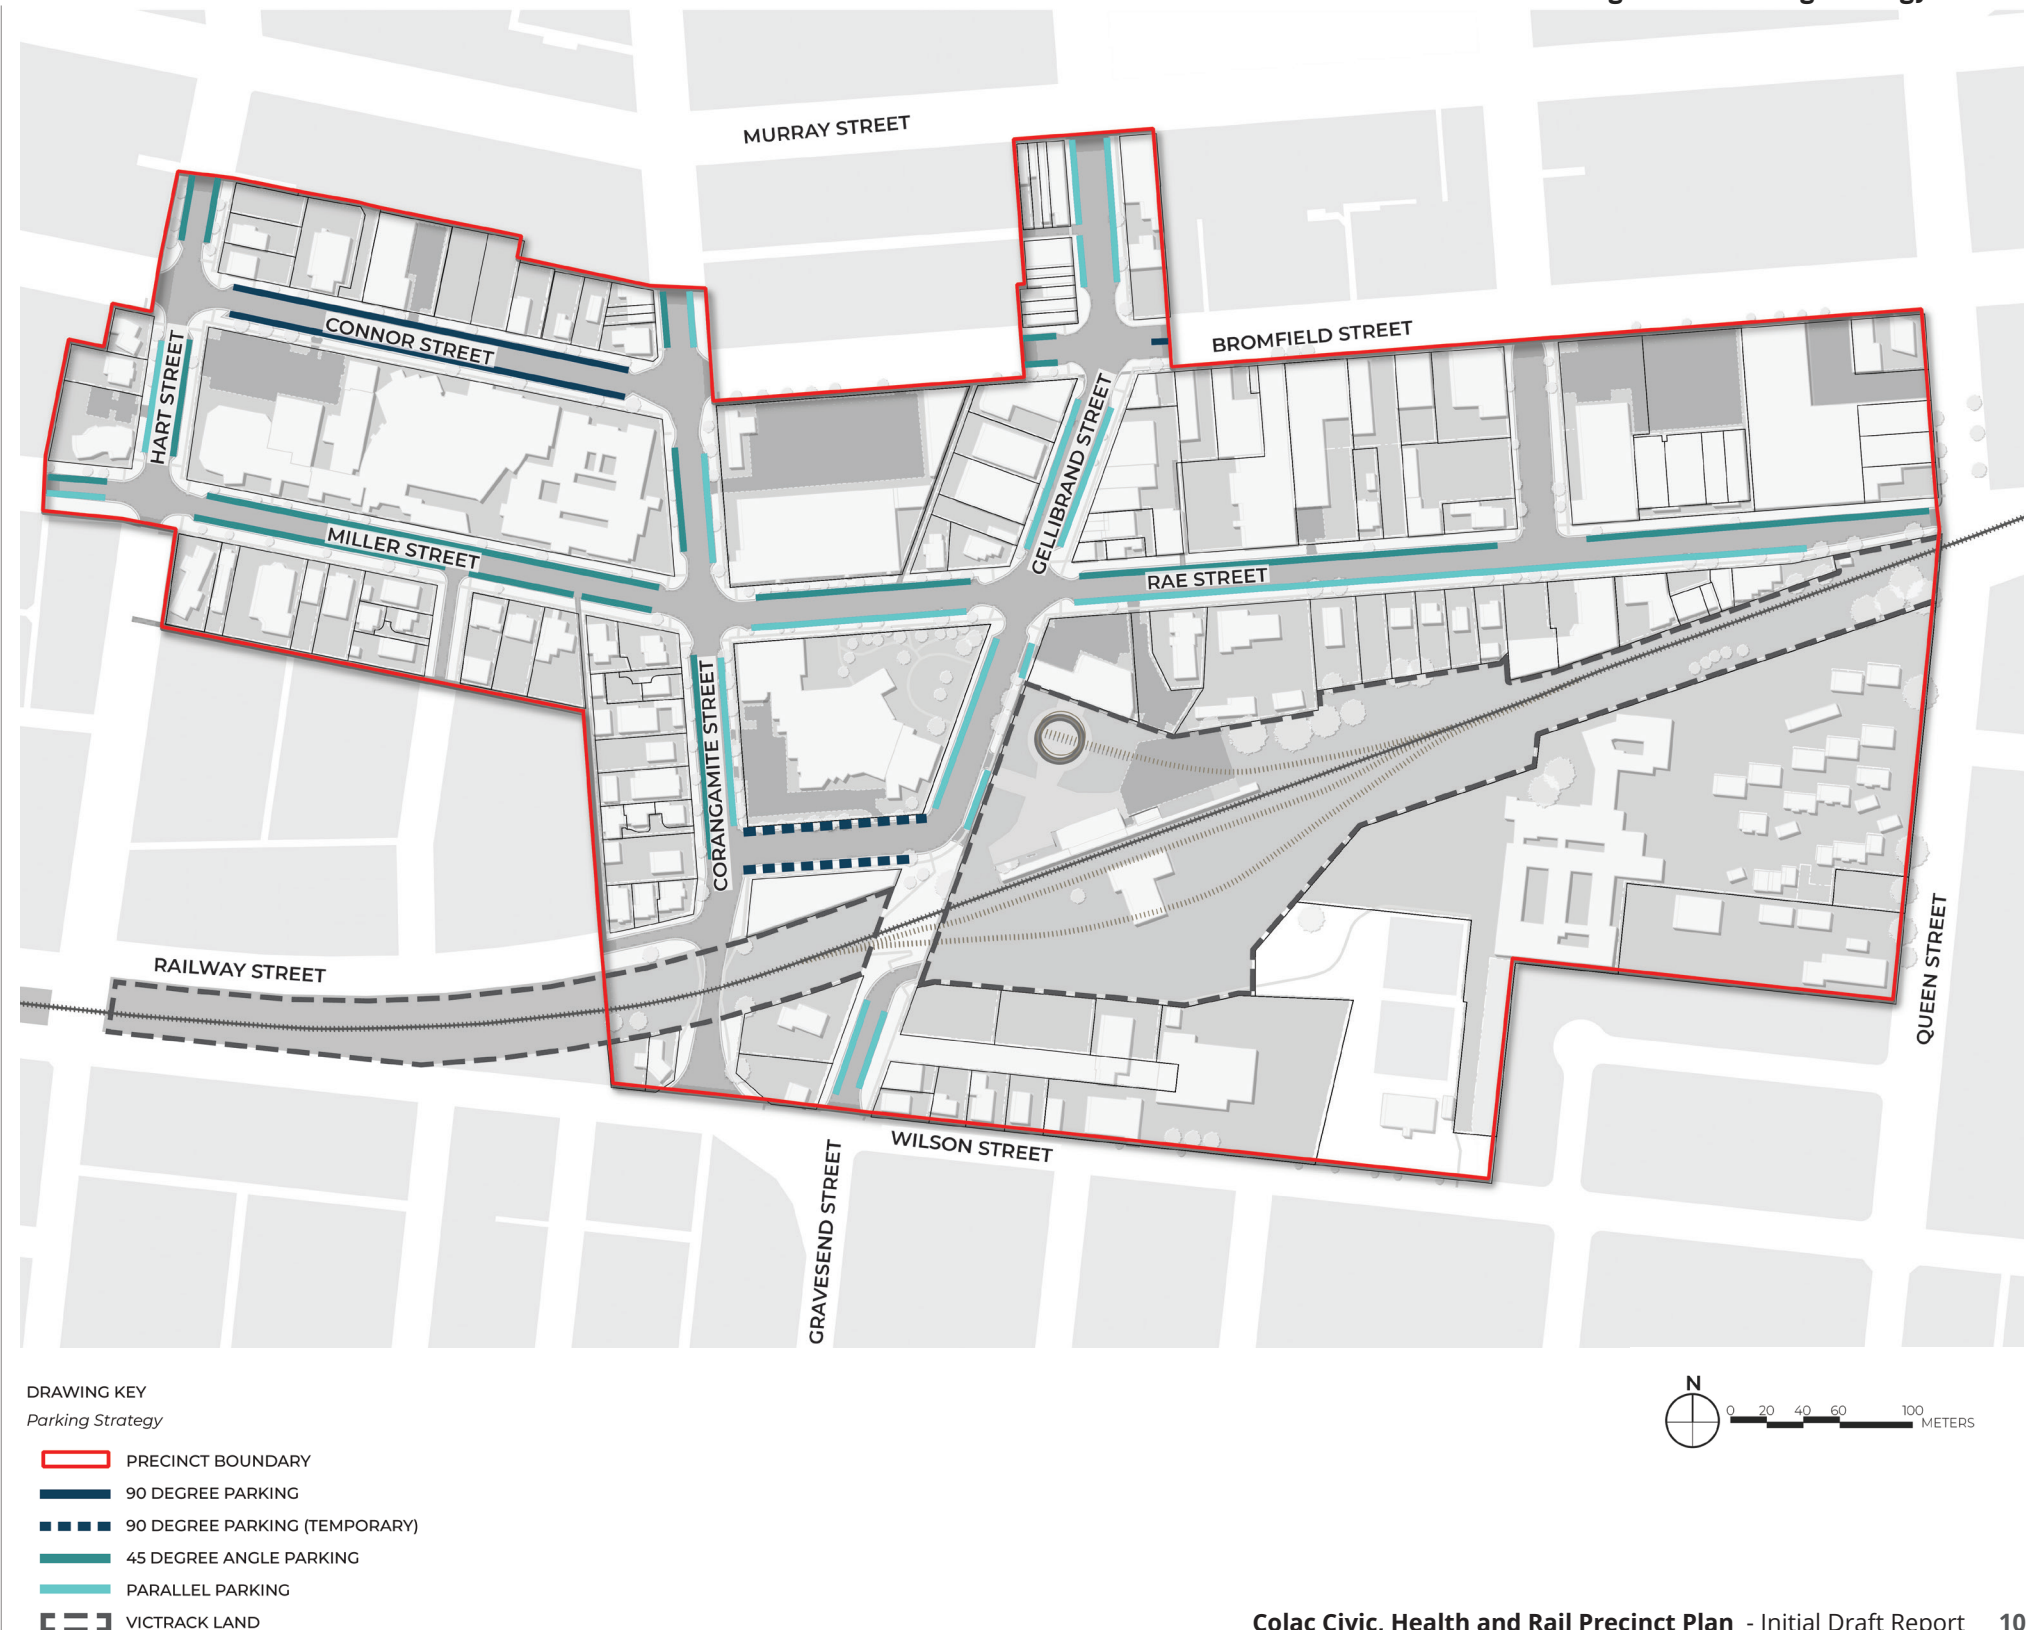 MURRAY STREET
BROMFIELD STREET
CONNOR STREET
HART STREET
GELLIBRAND STREET
MILLER STREET
RAE STREET
CORANGAMITE STREET
RAILWAY STREET
QUEEN STREET
WILSON STREET
GRAVESEND STREET
DRAWING KEY
Parking Strategy
PRECINCT BOUNDARY
90 DEGREE PARKING
90 DEGREE PARKING (TEMPORARY)
45 DEGREE ANGLE PARKING
PARALLEL PARKING
VICTRACK LAND
N
0 20 40 60 100
METERS
Colac Civic, Health and Rail Precinct Plan - Initial Draft Report 10